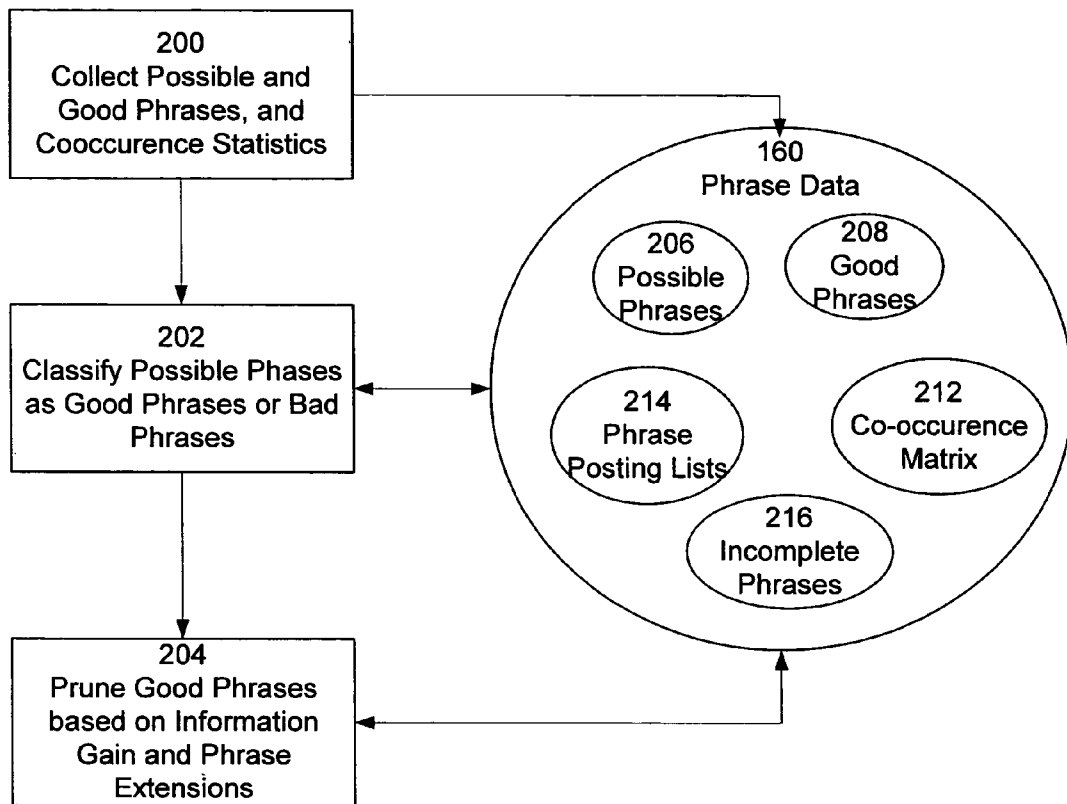 200
Collect Possible and
Good Phrases, and
Cooccurence Statistics
160
Phrase Data
206
Possible
Phrases
208
Good
Phrases
202
Classify Possible Phases
as Good Phrases or Bad
Phrases
214
Phrase
Posting Lists
212
Co-occurence
Matrix
216
Incomplete
Phrases
204
Prune Good Phrases
based on Information
Gain and Phrase
Extensions